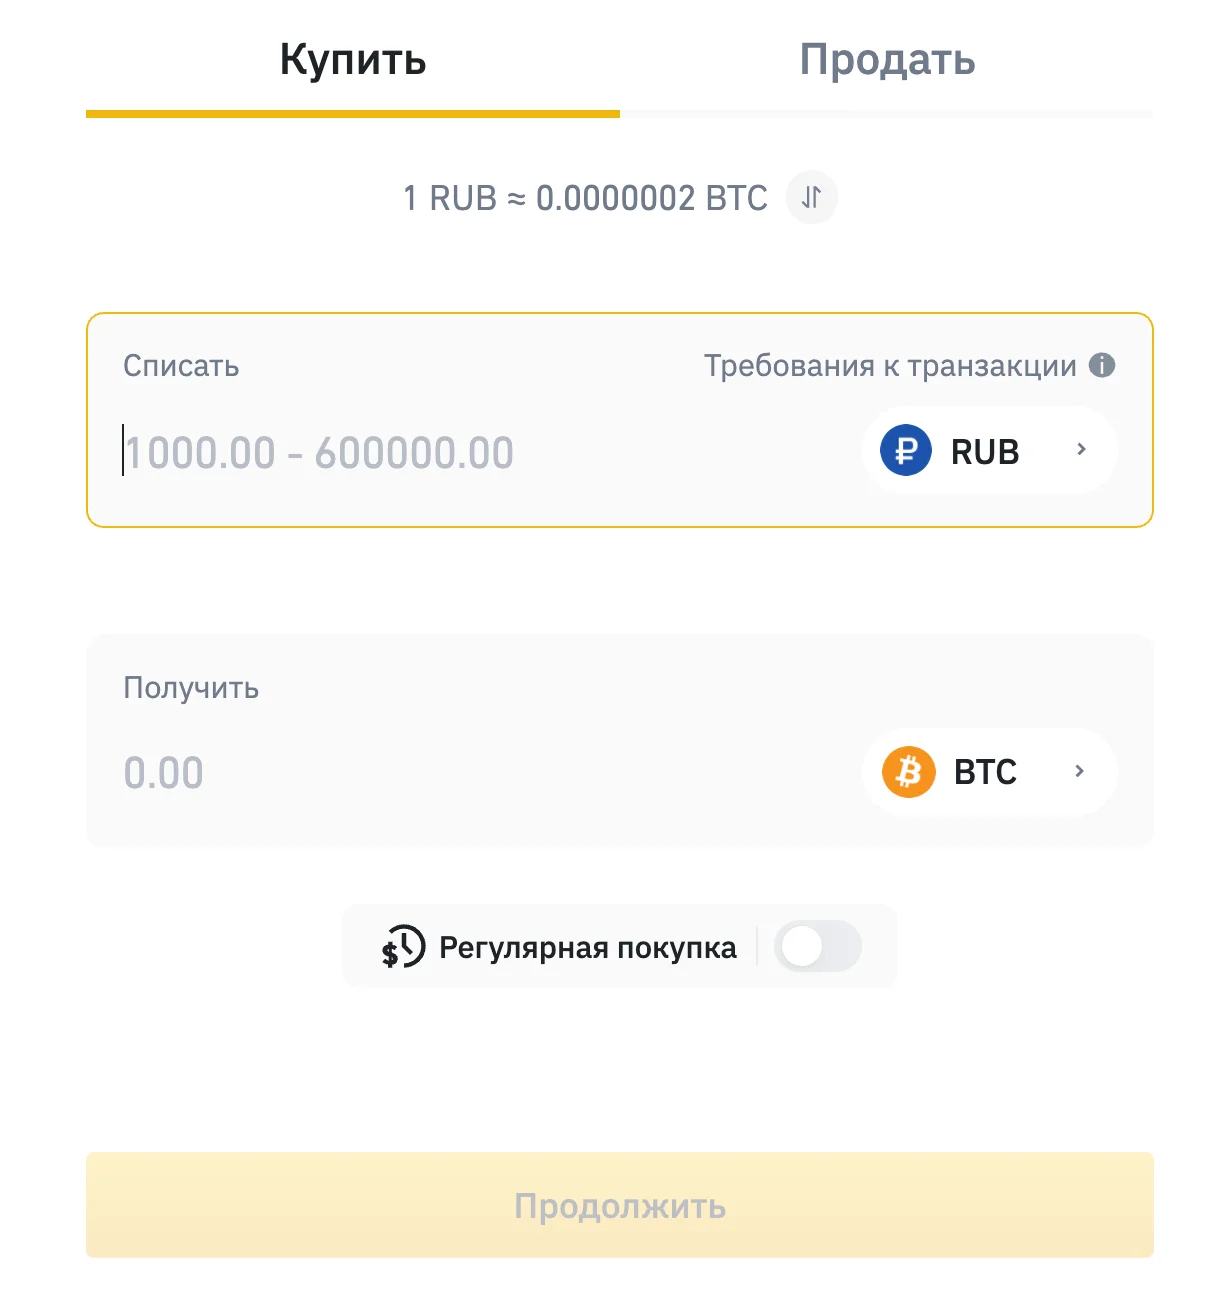 Купить
Продать
1 RUB ≈ 0.0000002 BTC
Списать
Требования к транзакции
1000.00 - 600000.00
RUB
Получить
0.00
BTC
Регулярная покупка
Продолжить